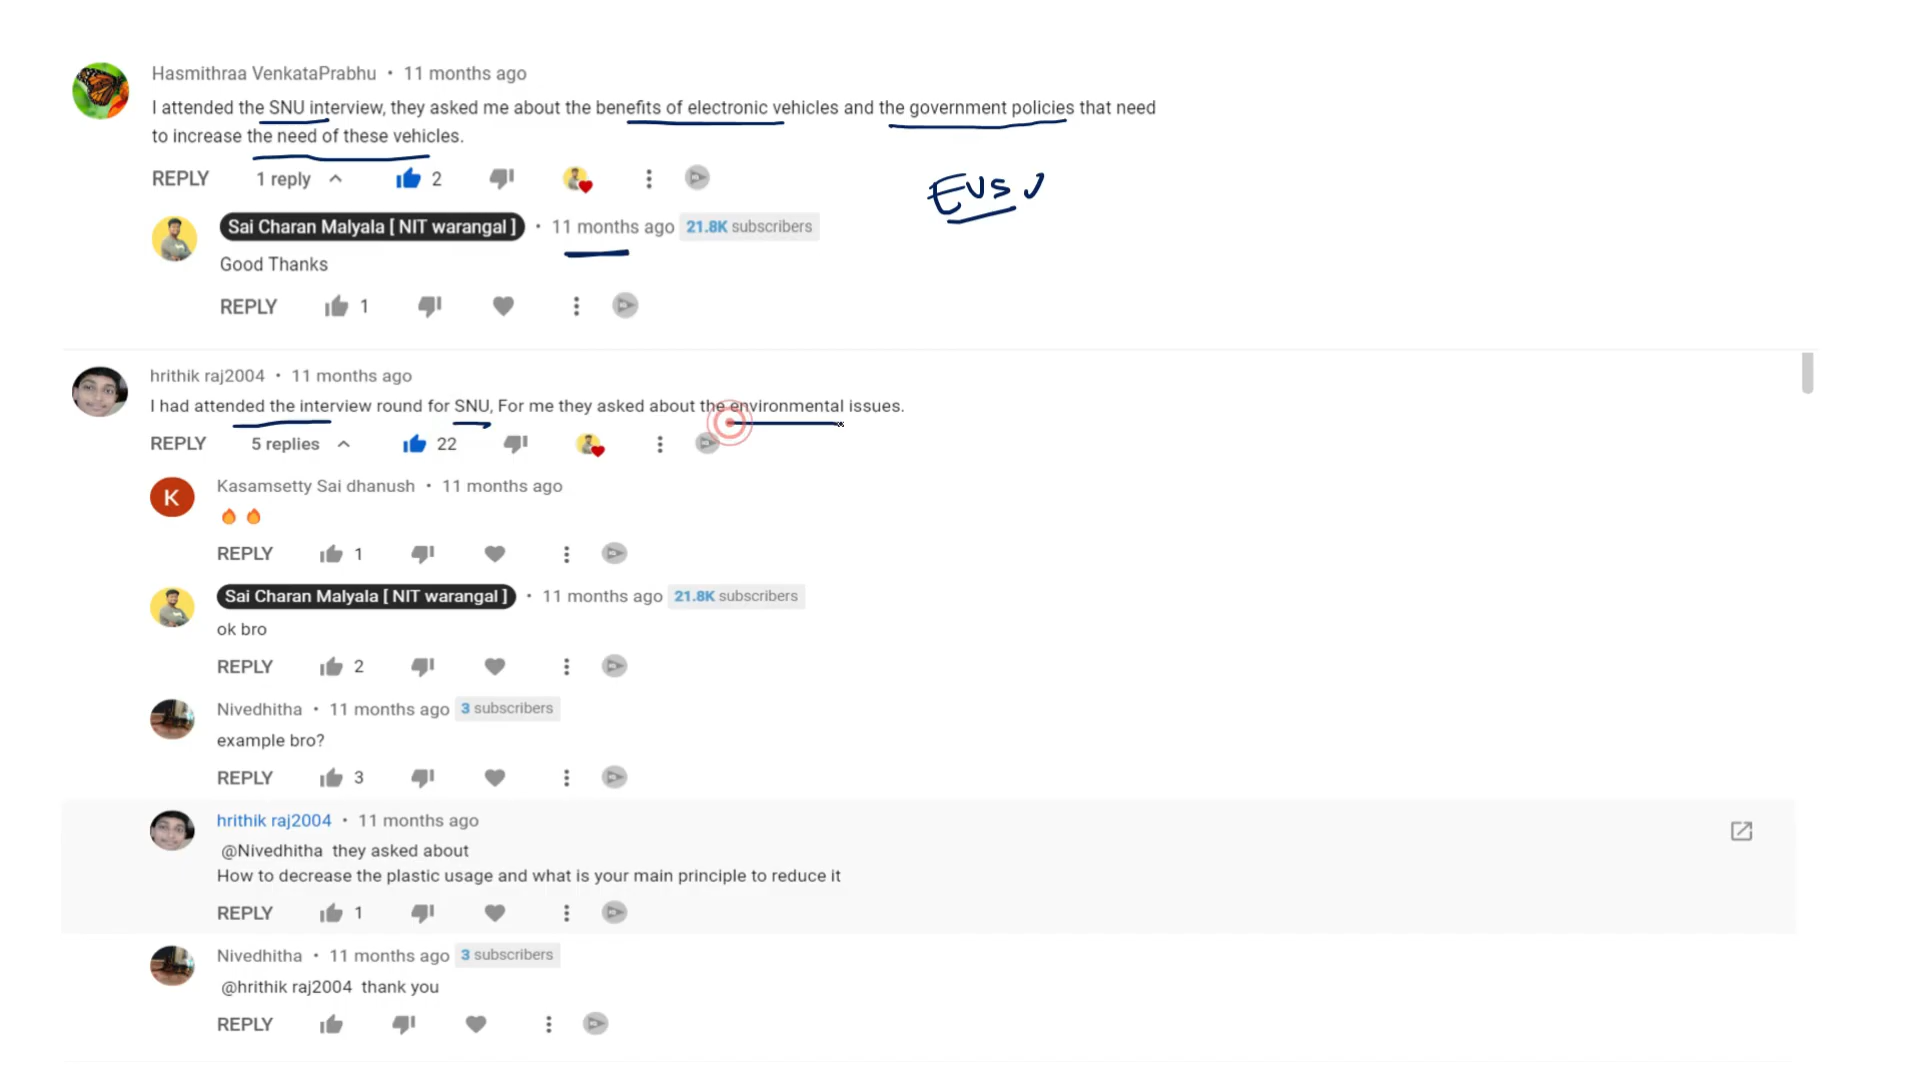 Hasmithraa VenkataPrabhu • 11 months ago
I attended the SNU interview, they asked me about the benefits of electronic vehicles and the government policies that need
to increase the need of these vehicles.
REPLY 1 reply 2
EVs
Sai Charan Malyala [ NIT warangal ] • 11 months ago 21.8K subscribers
Good Thanks
REPLY 1
hrithik raj2004 • 11 months ago
I had attended the interview round for SNU, For me they asked about the environmental issues.
REPLY 5 replies 22
K
Kasamsetty Sai dhanush • 11 months ago
🔥 🔥
REPLY 1
Sai Charan Malyala [ NIT warangal ] • 11 months ago 21.8K subscribers
ok bro
REPLY 2
Nivedhitha • 11 months ago 3 subscribers
example bro?
REPLY 3
hrithik raj2004 • 11 months ago
@Nivedhitha they asked about
How to decrease the plastic usage and what is your main principle to reduce it
REPLY 1
Nivedhitha • 11 months ago 3 subscribers
@hrithik raj2004 thank you
REPLY